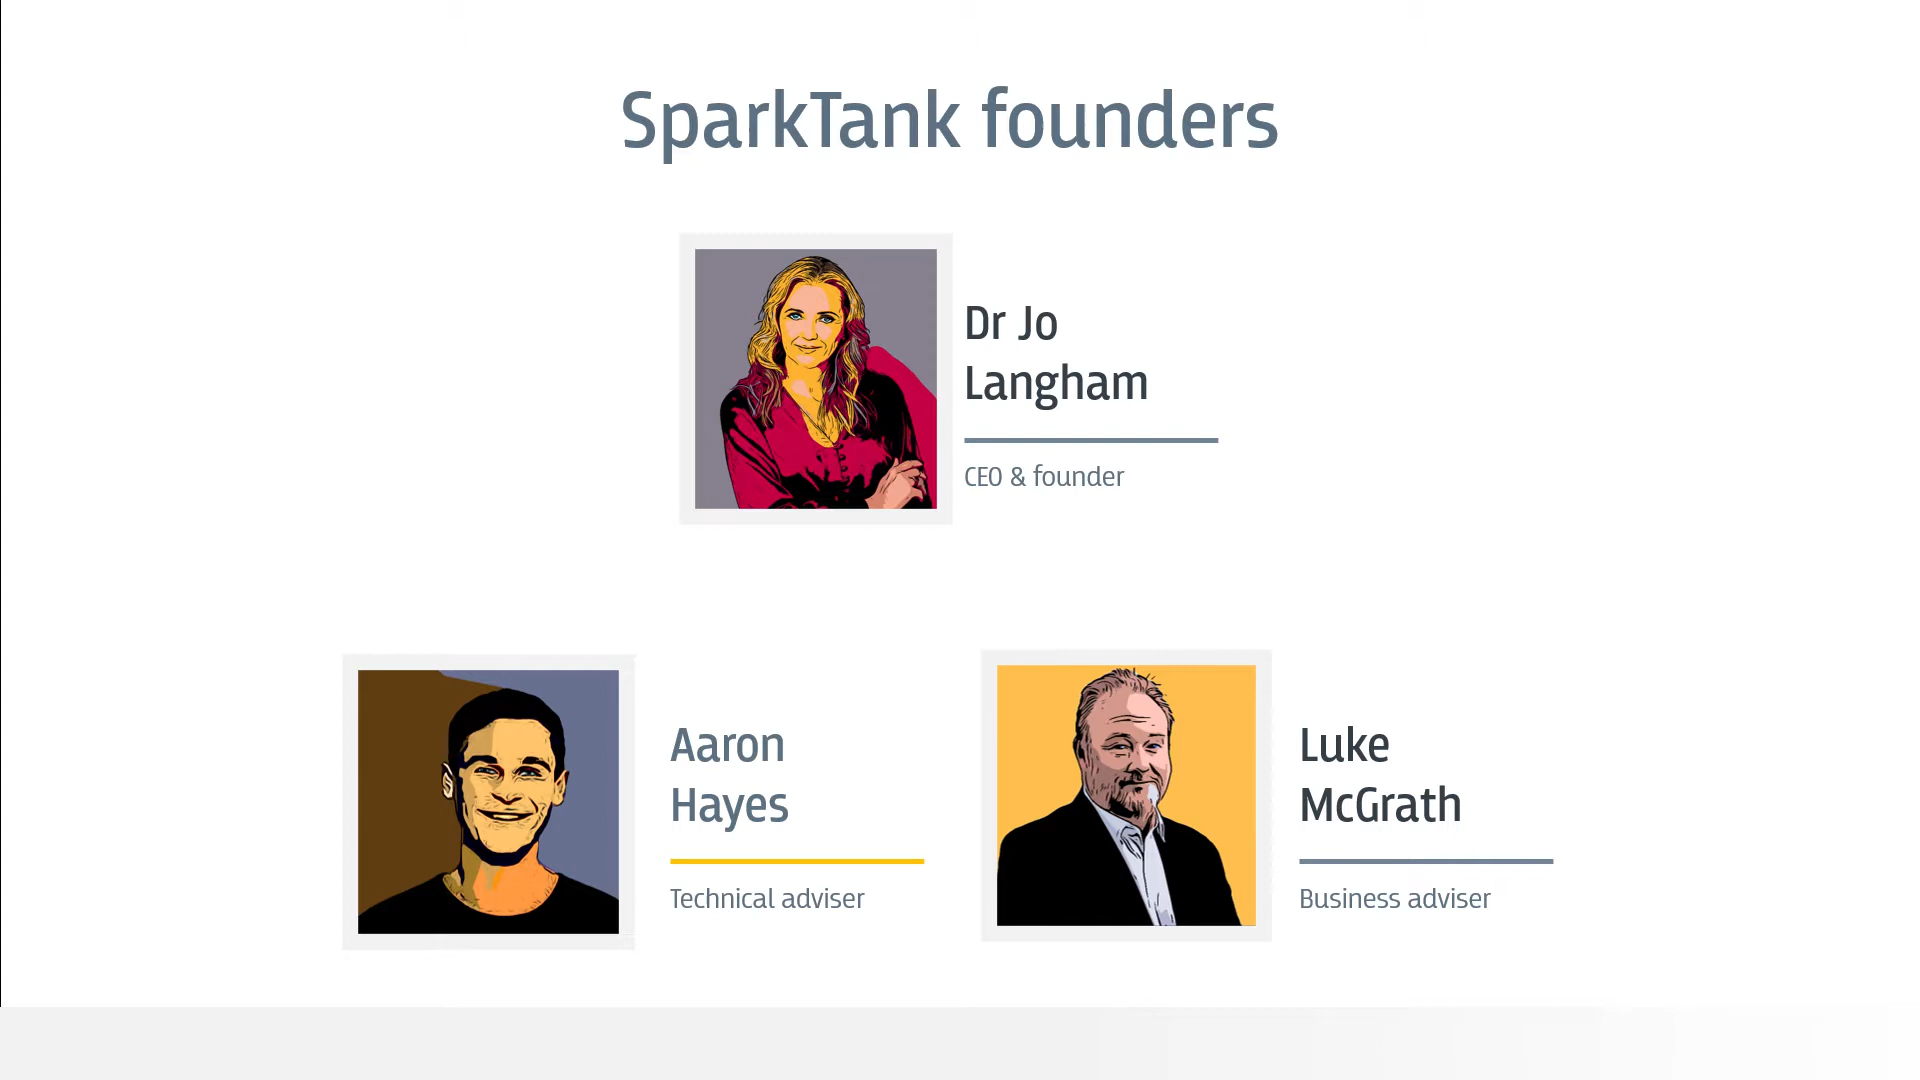 SparkTank founders
Dr Jo
Langham
CEO & founder
Aaron
Hayes
Technical adviser
Luke
McGrath
Business adviser